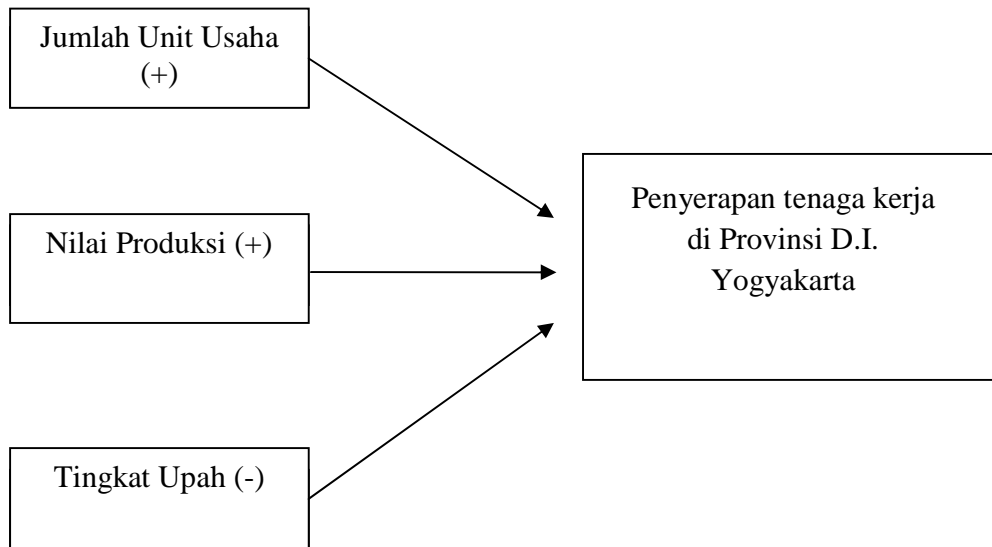 Jumlah Unit Usaha
(+)
Nilai Produksi (+)
Tingkat Upah (-)
Penyerapan tenaga kerja
di Provinsi D.I.
Yogyakarta